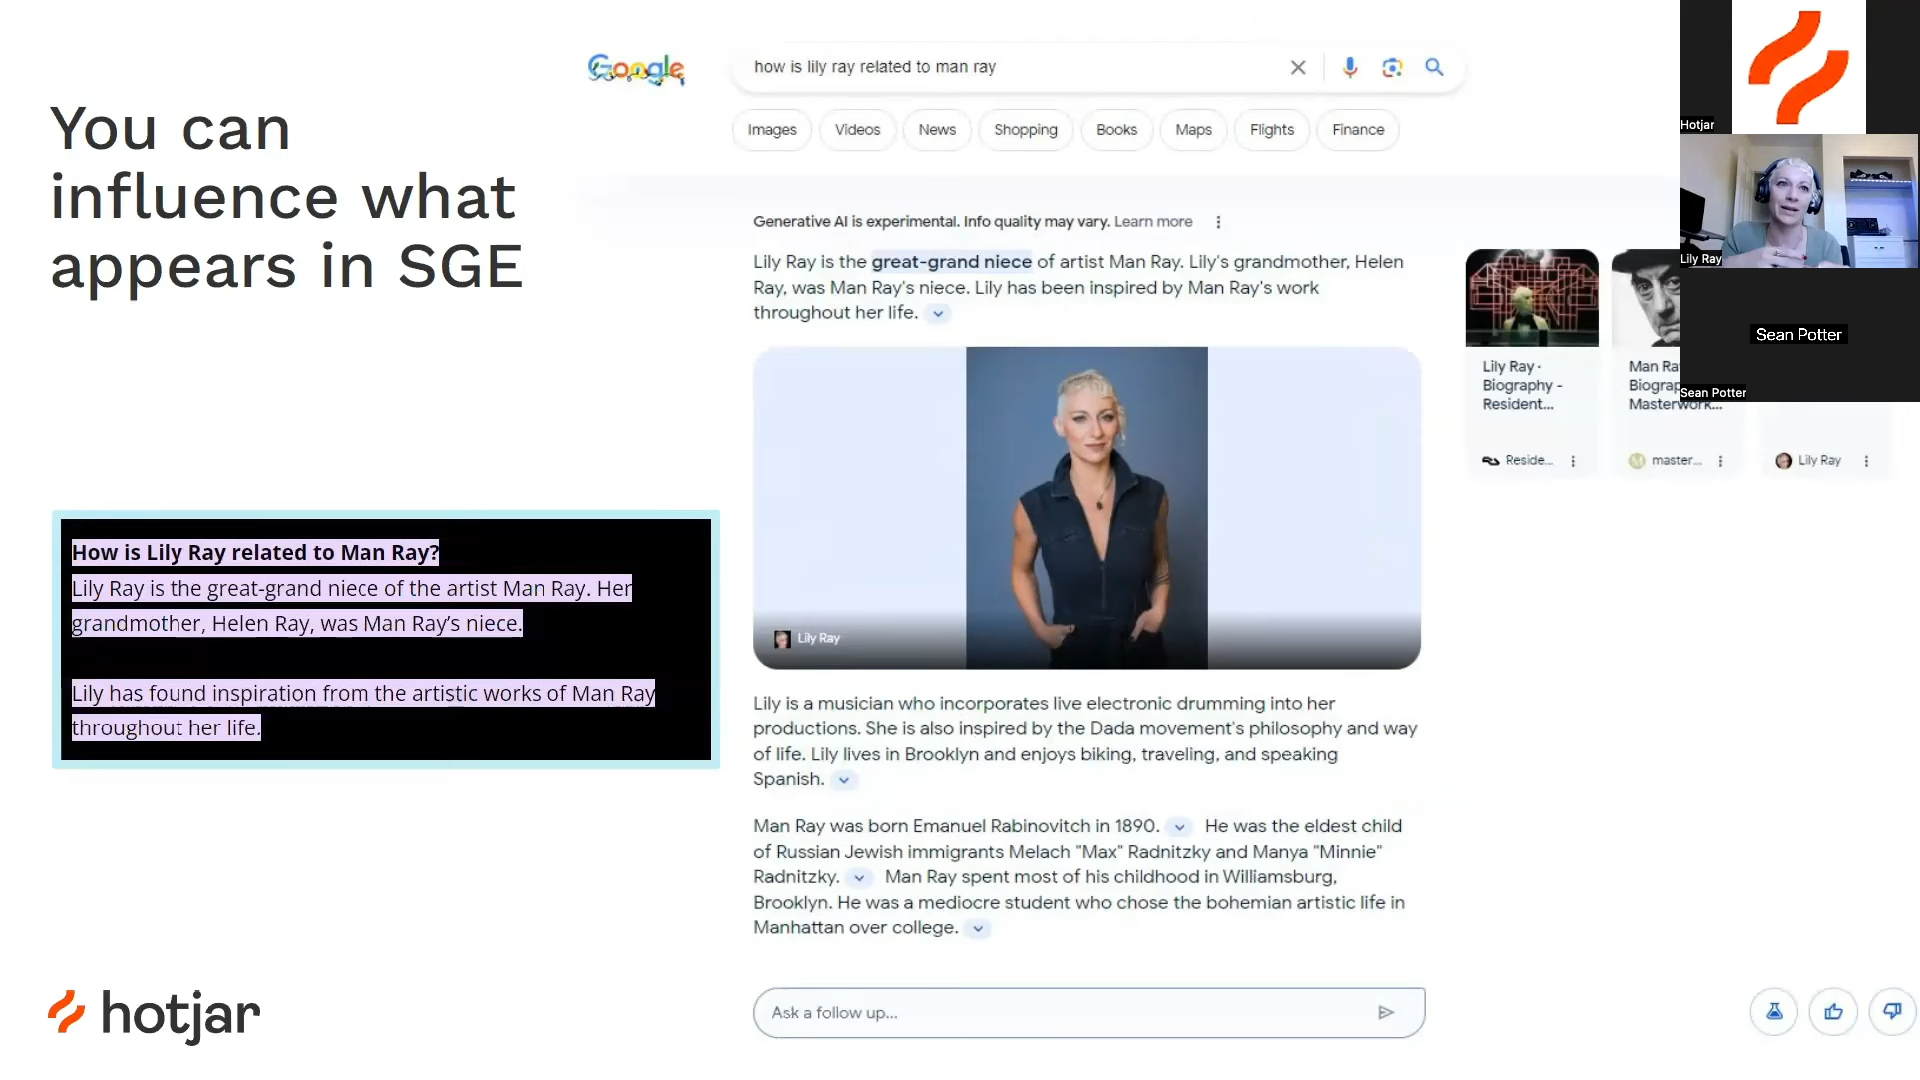 You can
influence what
appears in SGE
How is Lily Ray related to Man Ray?
Lily Ray is the great-grand niece of the artist Man Ray. Her
grandmother, Helen Ray, was Man Ray’s niece.
Lily has found inspiration from the artistic works of Man Ray
throughout her life.
hotjar
Google
how is lily ray related to man ray
Images Videos News Shopping Books Maps Flights Finance
Generative AI is experimental. Info quality may vary. Learn more
Lily Ray is the great-grand niece of artist Man Ray. Lily's grandmother, Helen
Ray, was Man Ray's niece. Lily has been inspired by Man Ray's work
throughout her life.
Lily Ray
Lily is a musician who incorporates live electronic drumming into her
productions. She is also inspired by the Dada movement's philosophy and way
of life. Lily lives in Brooklyn and enjoys biking, traveling, and speaking
Spanish.
Man Ray was born Emanuel Rabinovitch in 1890. He was the eldest child
of Russian Jewish immigrants Melach "Max" Radnitzky and Manya "Minnie"
Radnitzky. Man Ray spent most of his childhood in Williamsburg,
Brooklyn. He was a mediocre student who chose the bohemian artistic life in
Manhattan over college.
Ask a follow up...
Lily Ray ·
Biography -
Resident...
Reside...
Man Ra
Biograp
Masterwork...
master...
Lily Ray
Hotjar
Lily Ray
Sean Potter
Sean Potter